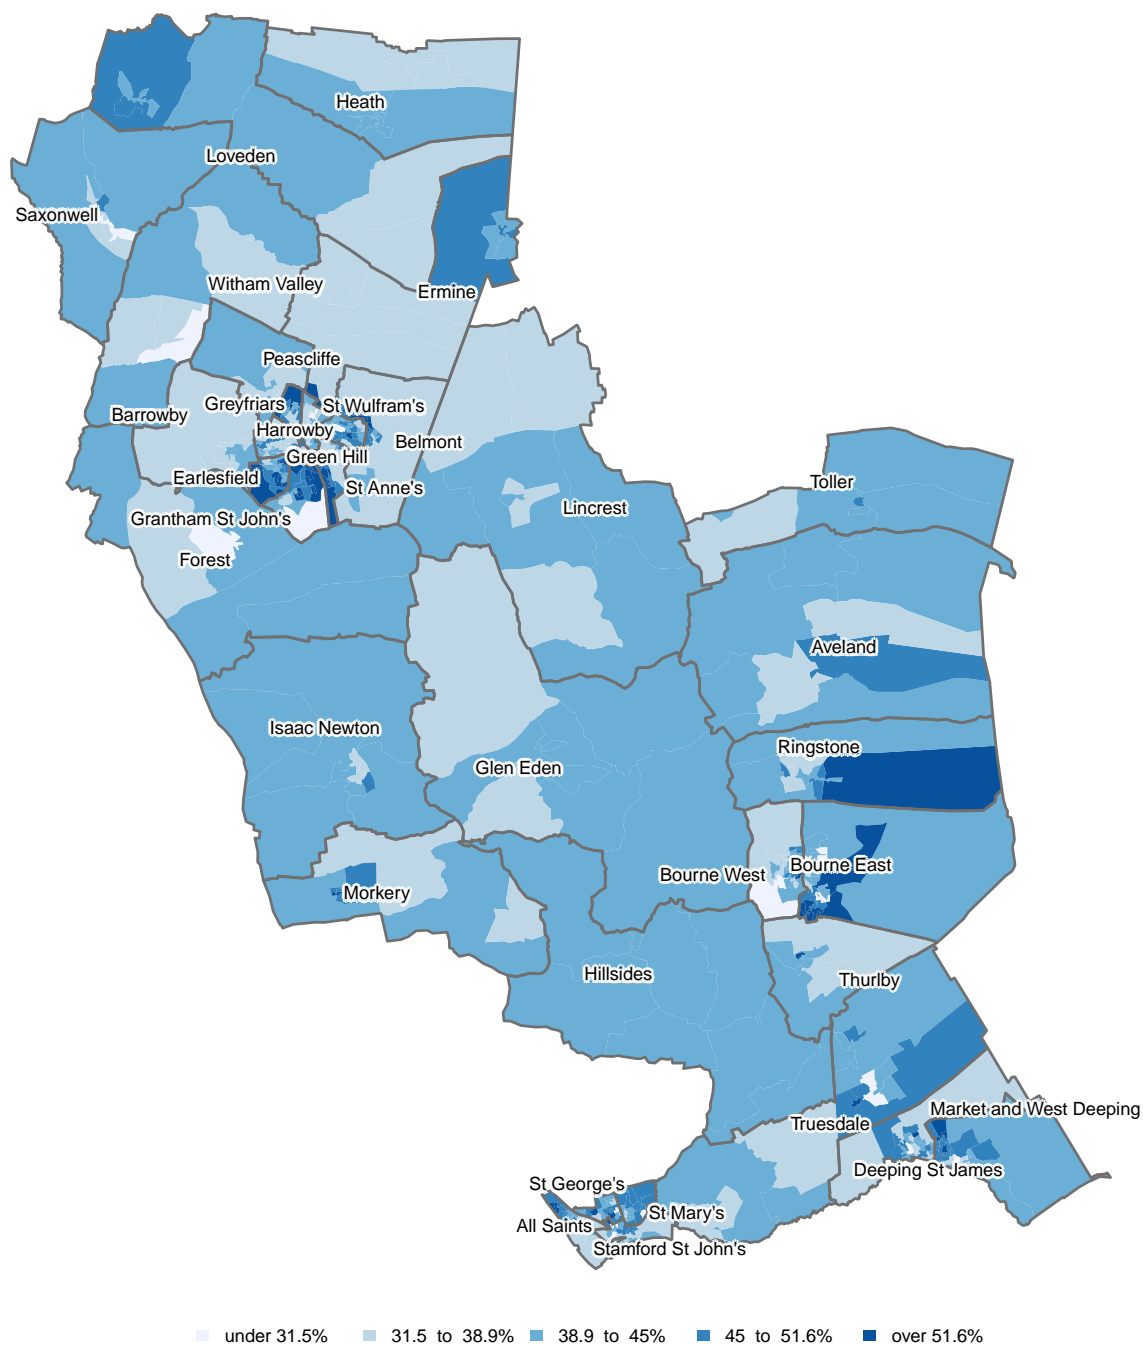 Heath
Loveden
Saxonwell
Witham Valley
Ermine
Peascliffe
Greyfriars
St Wulfram's
Barrowby
Harrowby
Belmont
Green Hill
Earlesfield
St Anne's
Toller
Lincrest
Grantham St John's
Forest
Aveland
Isaac Newton
Ringstone
Glen Eden
Bourne East
Bourne West
Morkery
Hillsides
Thurlby
Market and West Deeping
Truesdale
Deeping St James
St George's
St Mary's
All Saints
Stamford St John's
under 31.5% 31.5 to 38.9% 38.9 to 45% 45 to 51.6% over 51.6%